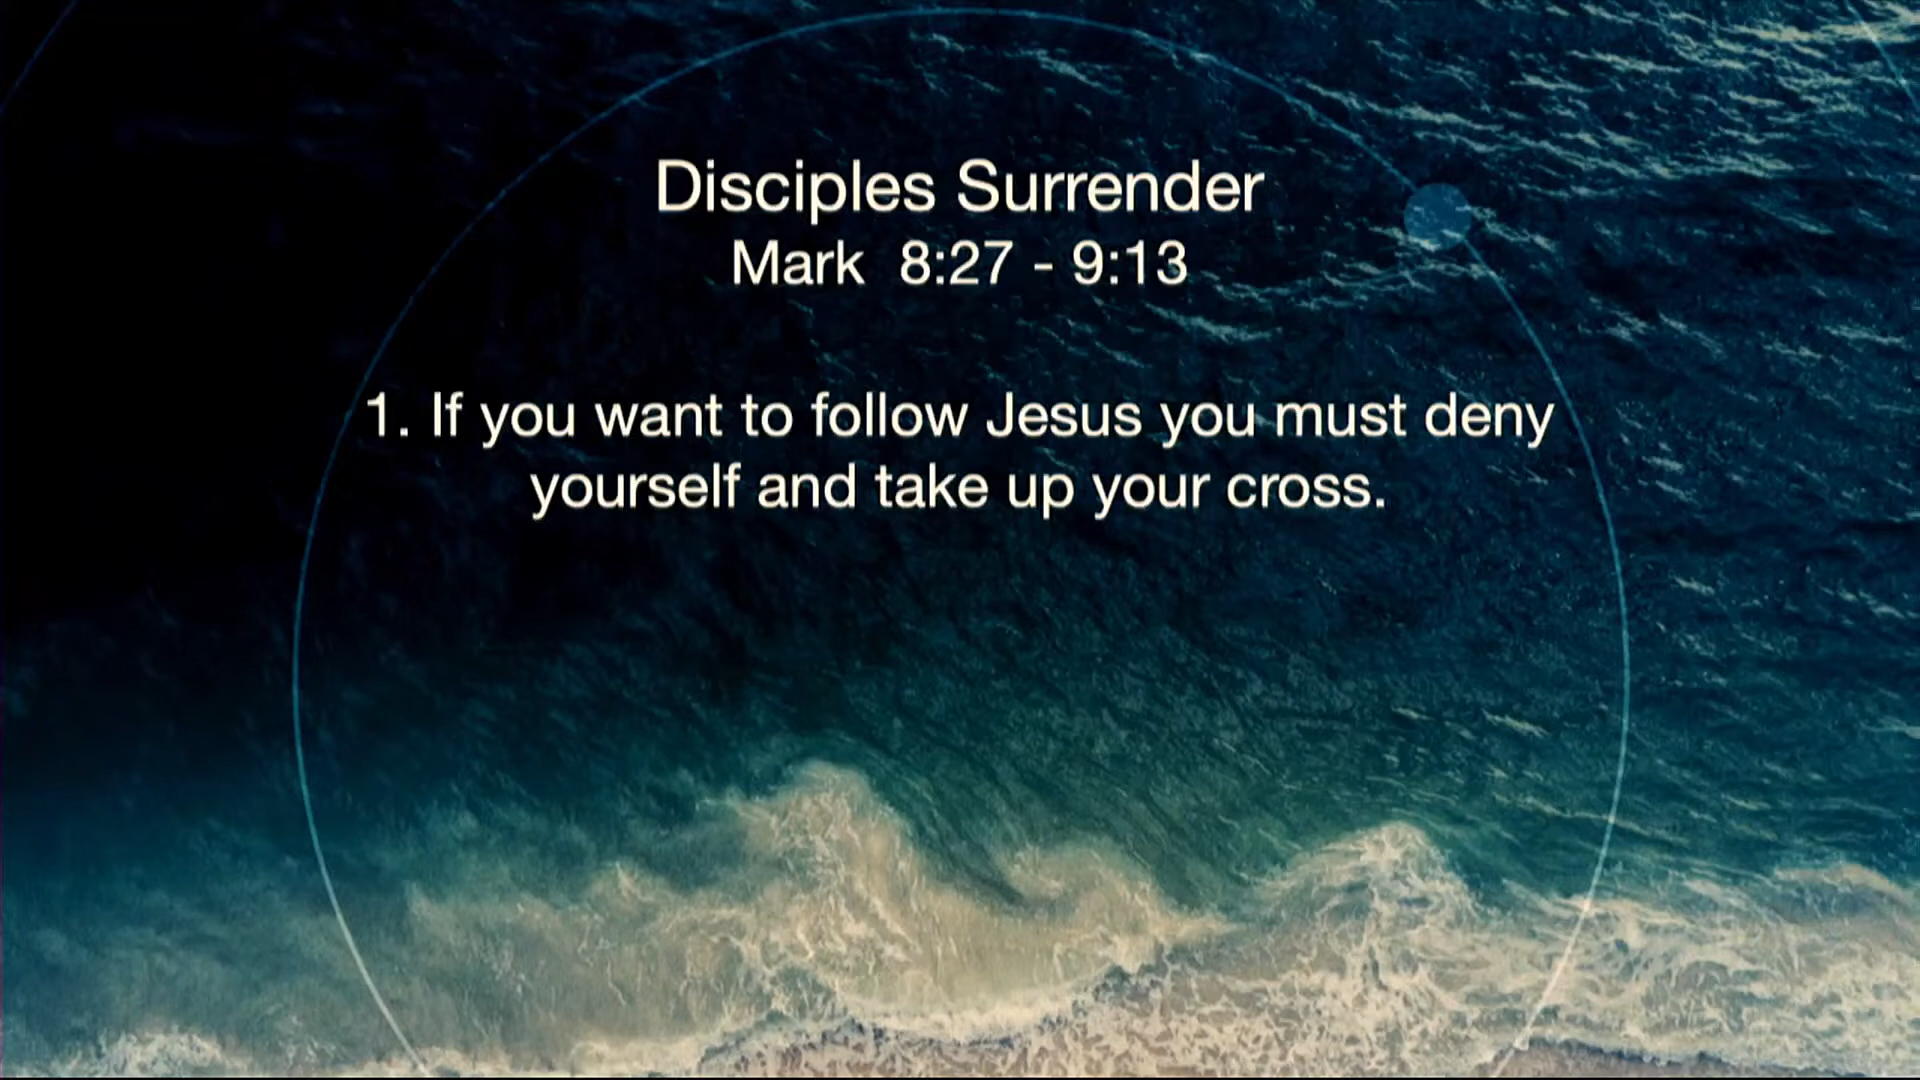 Disciples Surrender
Mark  8:27 - 9:13
1. If you want to follow Jesus you must deny
yourself and take up your cross.